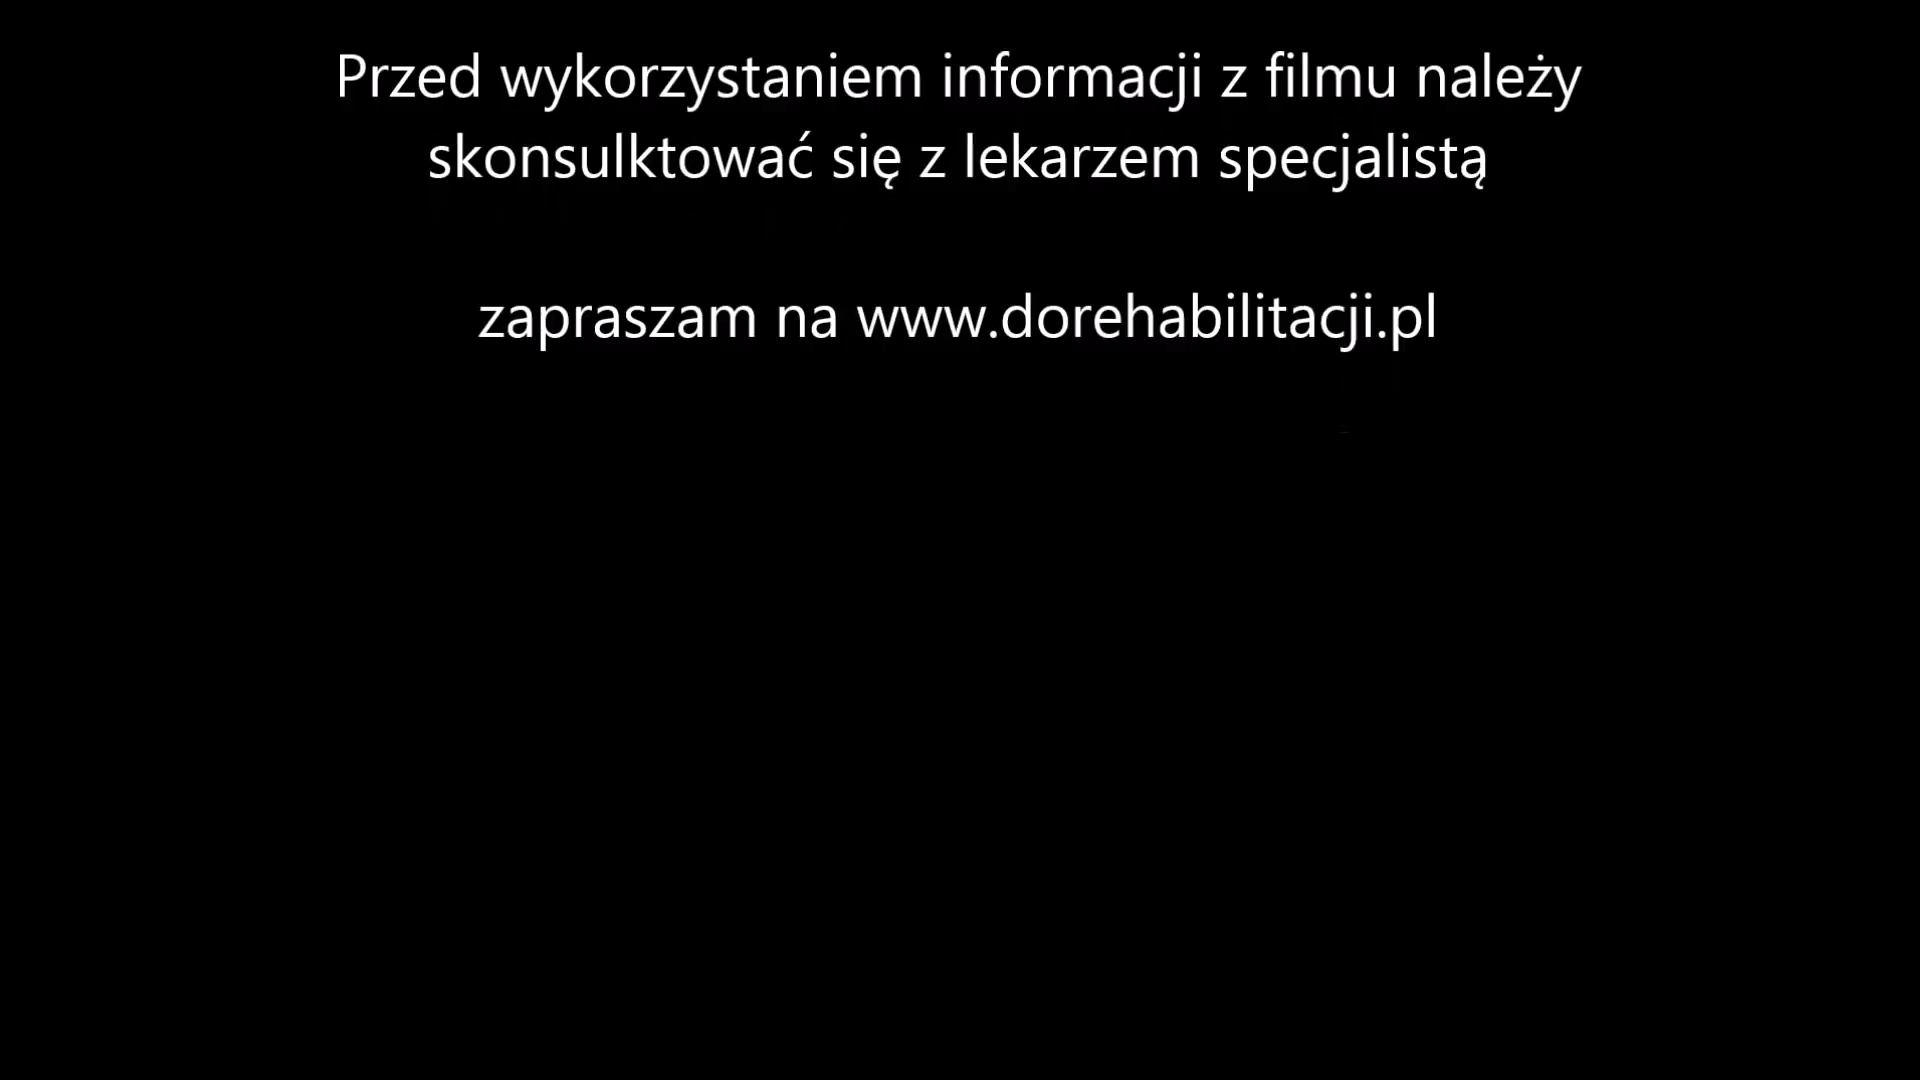 Przed wykorzystaniem informacji z filmu należy
skonsulktować się z lekarzem specjalistą
zapraszam na www.dorehabilitacji.pl